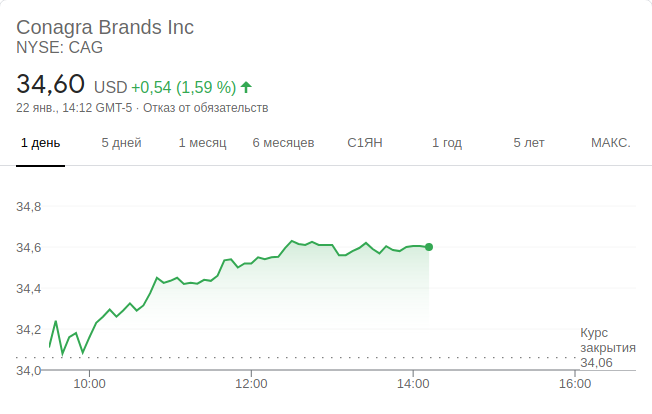 Conagra Brands Inc
NYSE: CAG
34,60 USD +0,54 (1,59 %)
22 янв., 14:12 GMT-5 · Отказ от обязательств
1 день 5 дней 1 месяц 6 месяцев С1ЯН 1 год 5 лет МАКС.
34,8
34,6
34,4
34,2
Курс
закрытия
34,06
34,0
10:00 12:00 14:00 16:00